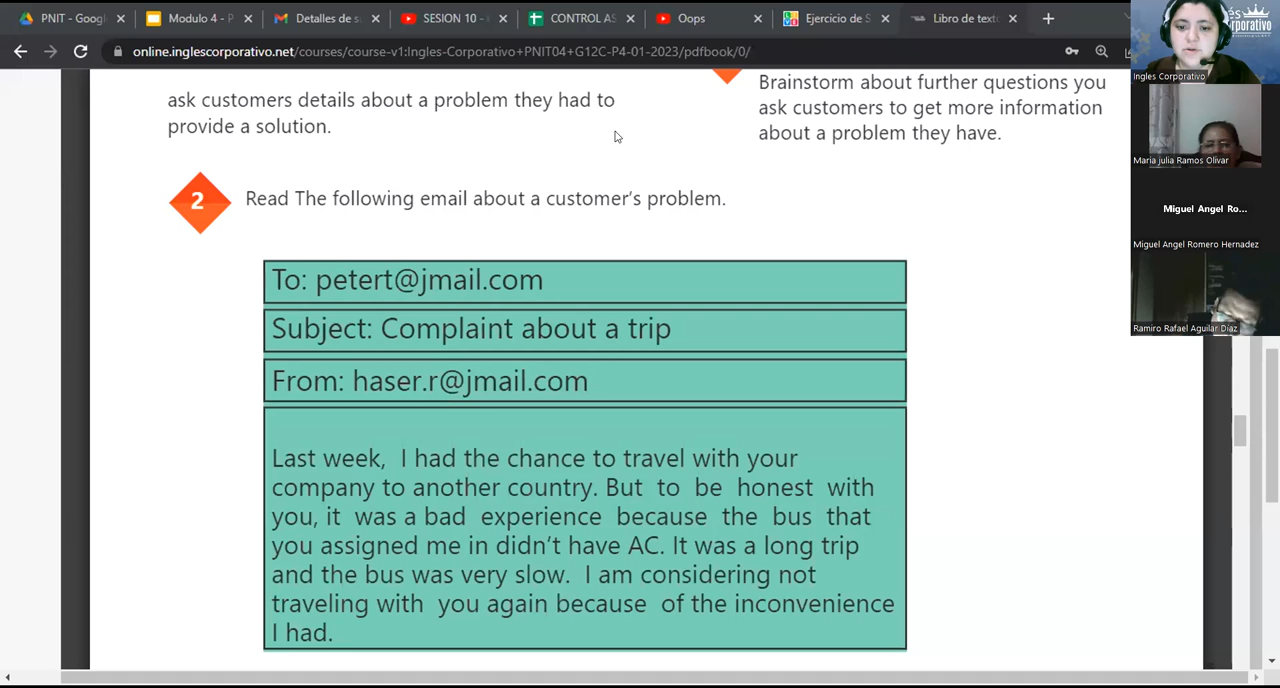 PNIT - Goog
Modulo 4 - P
Detalles de s
SESION 10 -
CONTROL AS
Oops
Ejercicio de S
Libro de text
online.inglescorporativo.net/courses/course-v1:Ingles-Corporativo+PNIT04+G12C-P4-01-2023/pdfbook/0/
ask customers details about a problem they had to
provide a solution.
Brainstorm about further questions you
ask customers to get more information
about a problem they have.
2
Read The following email about a customer's problem.
To: petert@jmail.com
Subject: Complaint about a trip
From: haser.r@jmail.com
Last week, I had the chance to travel with your
company to another country. But to be honest with
you, it was a bad experience because the bus that
you assigned me in didn't have AC. It was a long trip
and the bus was very slow. I am considering not
traveling with you again because of the inconvenience
I had.
Ingles Corporativo
Maria julia Ramos Olivar
Miguel Angel Ro...
Miguel Angel Romero Hernadez
Ramiro Rafael Aguilar Díaz